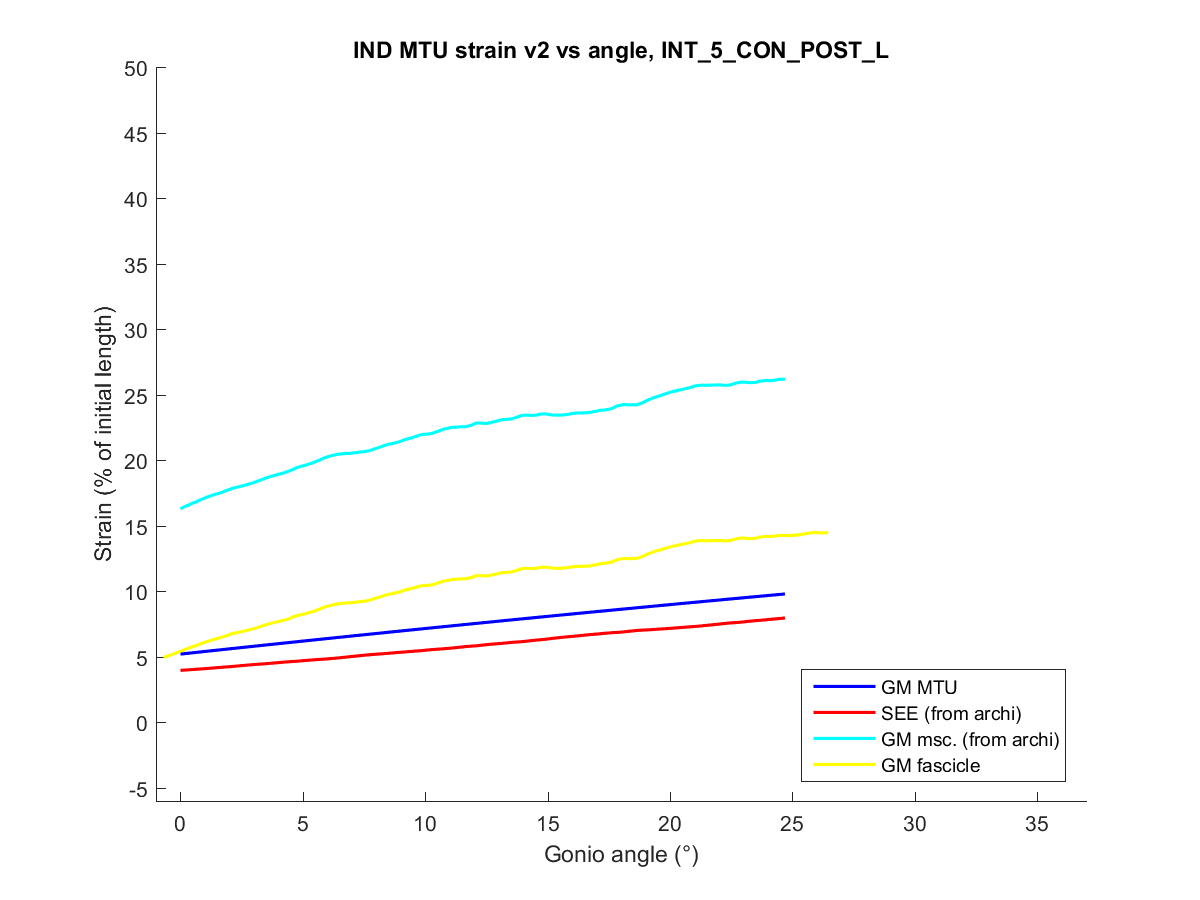 IND MTU strain v2 vs angle, INT_5_CON_POST_L
50
45
40
35
30
25
20
15
10
5
0
-5
Strain (% of initial length)
0 5 10 15 20 25 30 35
Gonio angle (°)
GM MTU
SEE (from archi)
GM msc. (from archi)
GM fascicle